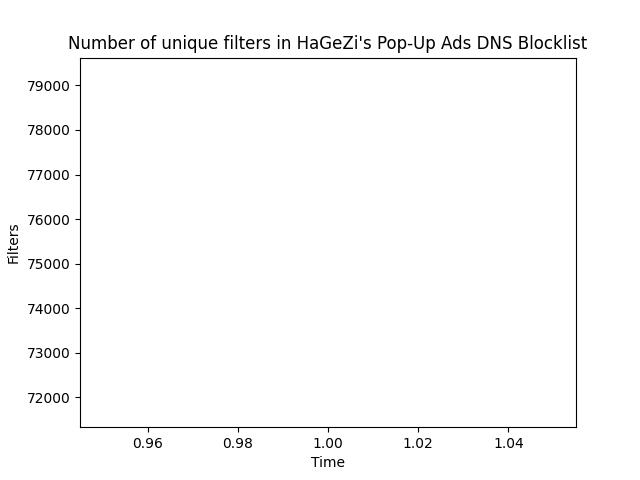 Number of unique filters in HaGeZi's Pop-Up Ads DNS Blocklist
79000
78000
77000
76000
75000
74000
73000
72000
Filters
0.96 0.98 1.00 1.02 1.04
Time